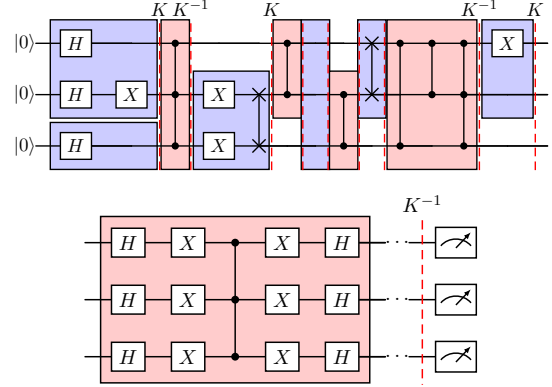 K K⁻¹ K K⁻¹ K
|0⟩ H X
|0⟩ H X X
|0⟩ H X
K⁻¹
H X X H ...
H X X H ...
H X X H ...